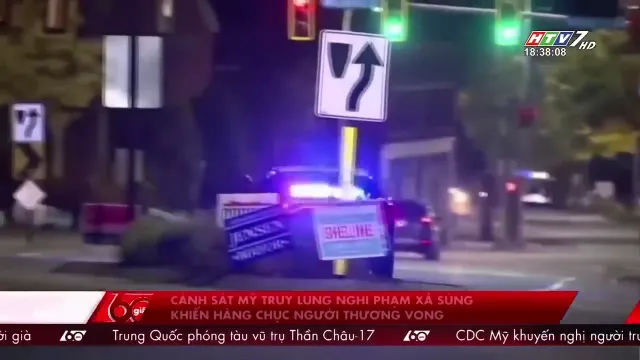 HTV7 HD
18:38:08
60 giây
CẢNH SÁT MỸ TRUY LÙNG NGHI PHẠM XẢ SÚNG
KHIẾN HÀNG CHỤC NGƯỜI THƯƠNG VONG
ới già 60 Trung Quốc phóng tàu vũ trụ Thần Châu-17 60 CDC Mỹ khuyến nghị người trư